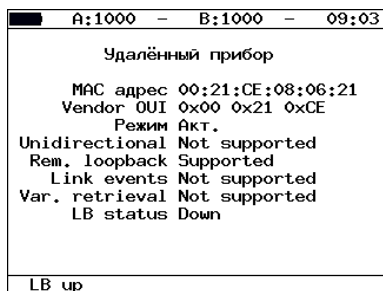 A:1000 – B:1000 – 09:03
Удалённый прибор
MAC адрес 00:21:CE:08:06:21
Vendor OUI 0x00 0x21 0xCE
Режим Акт.
Unidirectional Not supported
Rem. loopback Supported
Link events Not supported
Var. retrieval Not supported
LB status Down
LB up